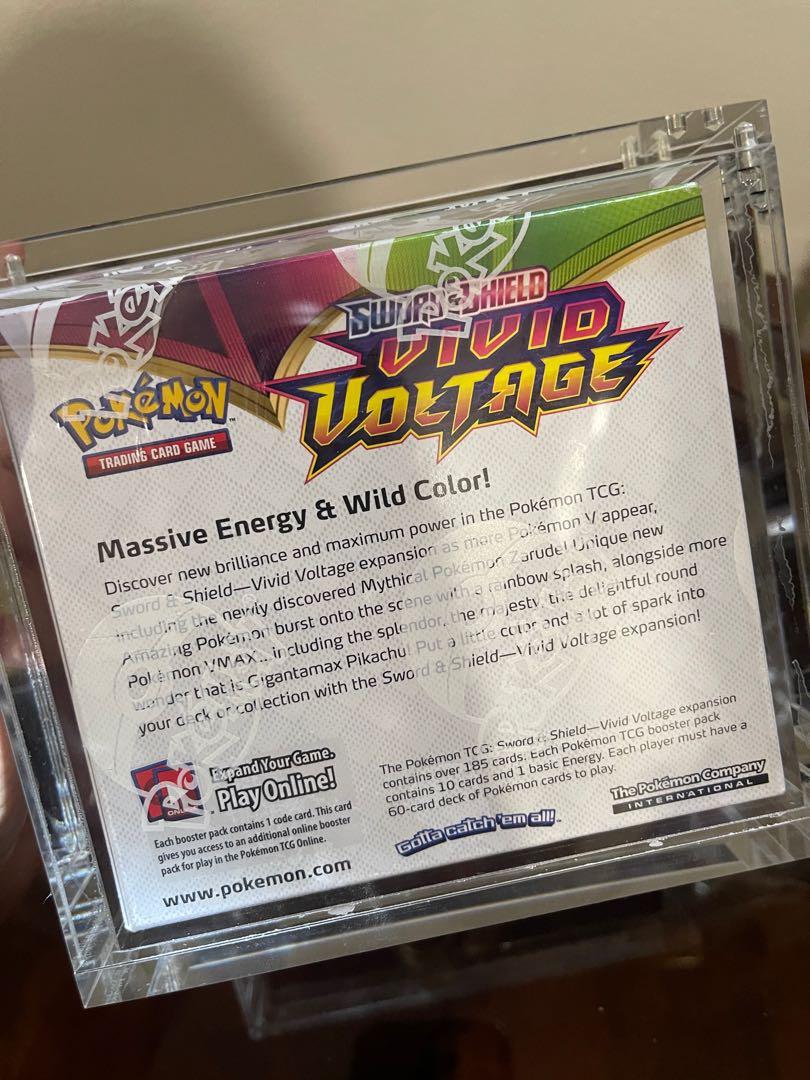 SWORD & SHIELD
VIVID
VOLTAGE
POKéMON™
TRADING CARD GAME
Massive Energy & Wild Color!
Discover new brilliance and maximum power in the Pokémon TCG:
Sword & Shield—Vivid Voltage expansion as more Pokémon V appear,
including the newly discovered Mythical Pokémon Zarude! Unique new
Amazing Pokémon burst onto the scene with a rainbow splash, alongside more
Pokémon VMAX... including the splendor, the majesty, the delightful round
wonder that is Gigantamax Pikachu! Put a little color and a lot of spark into
your deck or collection with the Sword & Shield—Vivid Voltage expansion!
Expand Your Game.
Play Online!
ONLINE
Each booster pack contains 1 code card. This card
gives you access to an additional online booster
pack for play in the Pokémon TCG Online.
www.pokemon.com
The Pokémon TCG: Sword & Shield—Vivid Voltage expansion
contains over 185 cards. Each Pokémon TCG booster pack
contains 10 cards and 1 basic Energy. Each player must have a
60-card deck of Pokémon cards to play.
Gotta catch 'em all!™
The Pokémon Company
INTERNATIONAL